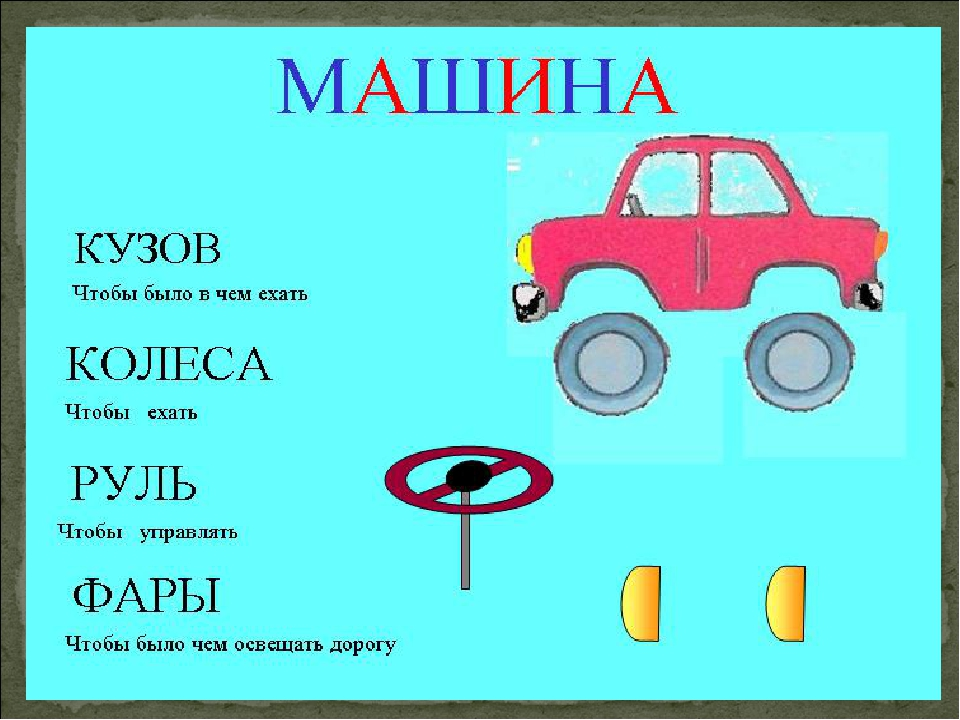 МАШИНА
КУЗОВ
Чтобы было в чем ехать
КОЛЕСА
Чтобы ехать
РУЛЬ
Чтобы управлять
ФАРЫ
Чтобы было чем освещать дорогу